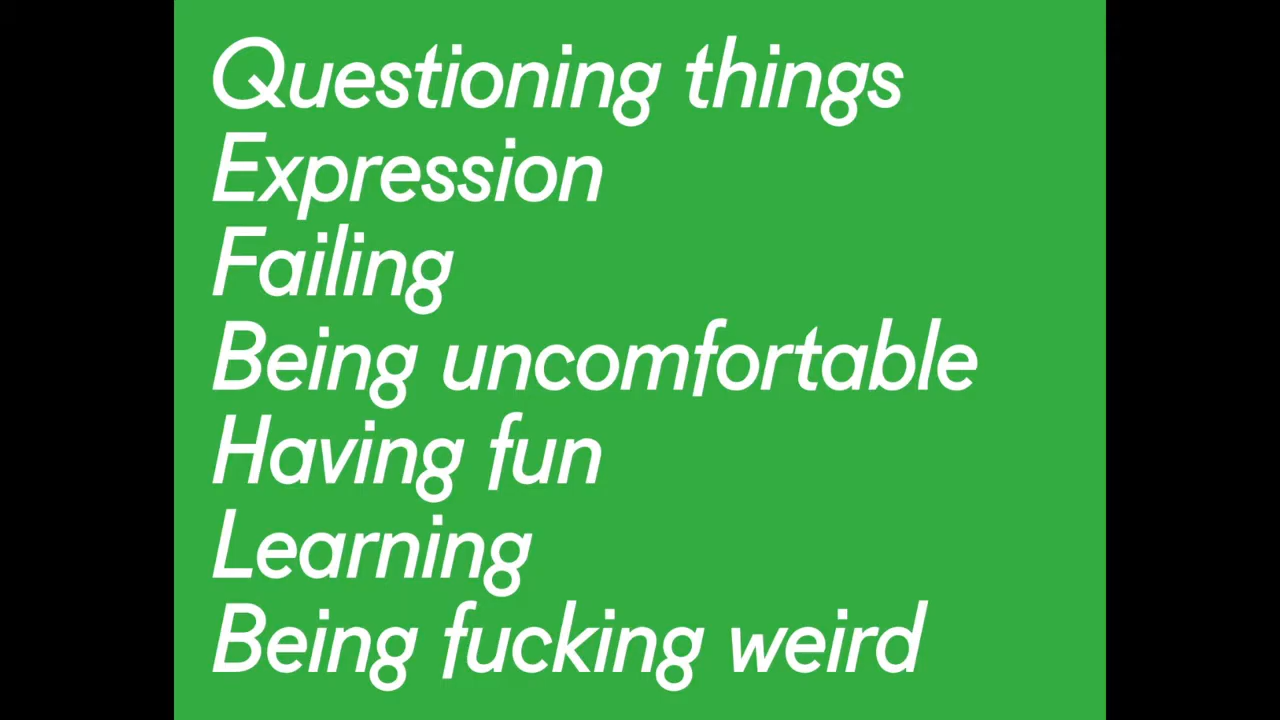 Questioning things
Expression
Failing
Being uncomfortable
Having fun
Learning
Being fucking weird